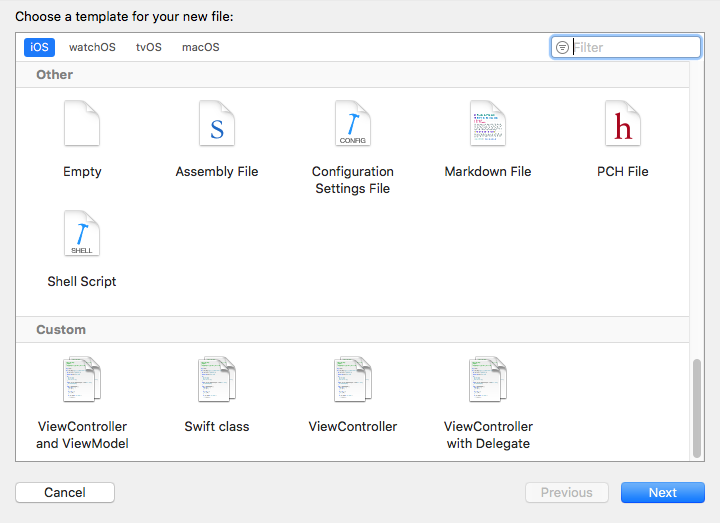 Choose a template for your new file:
iOS watchOS tvOS macOS Filter
Other
S CONFIG h
Empty Assembly File Configuration Settings File Markdown File PCH File
SHELL
Shell Script
Custom
ViewController and ViewModel Swift class ViewController ViewController with Delegate
Cancel Previous Next